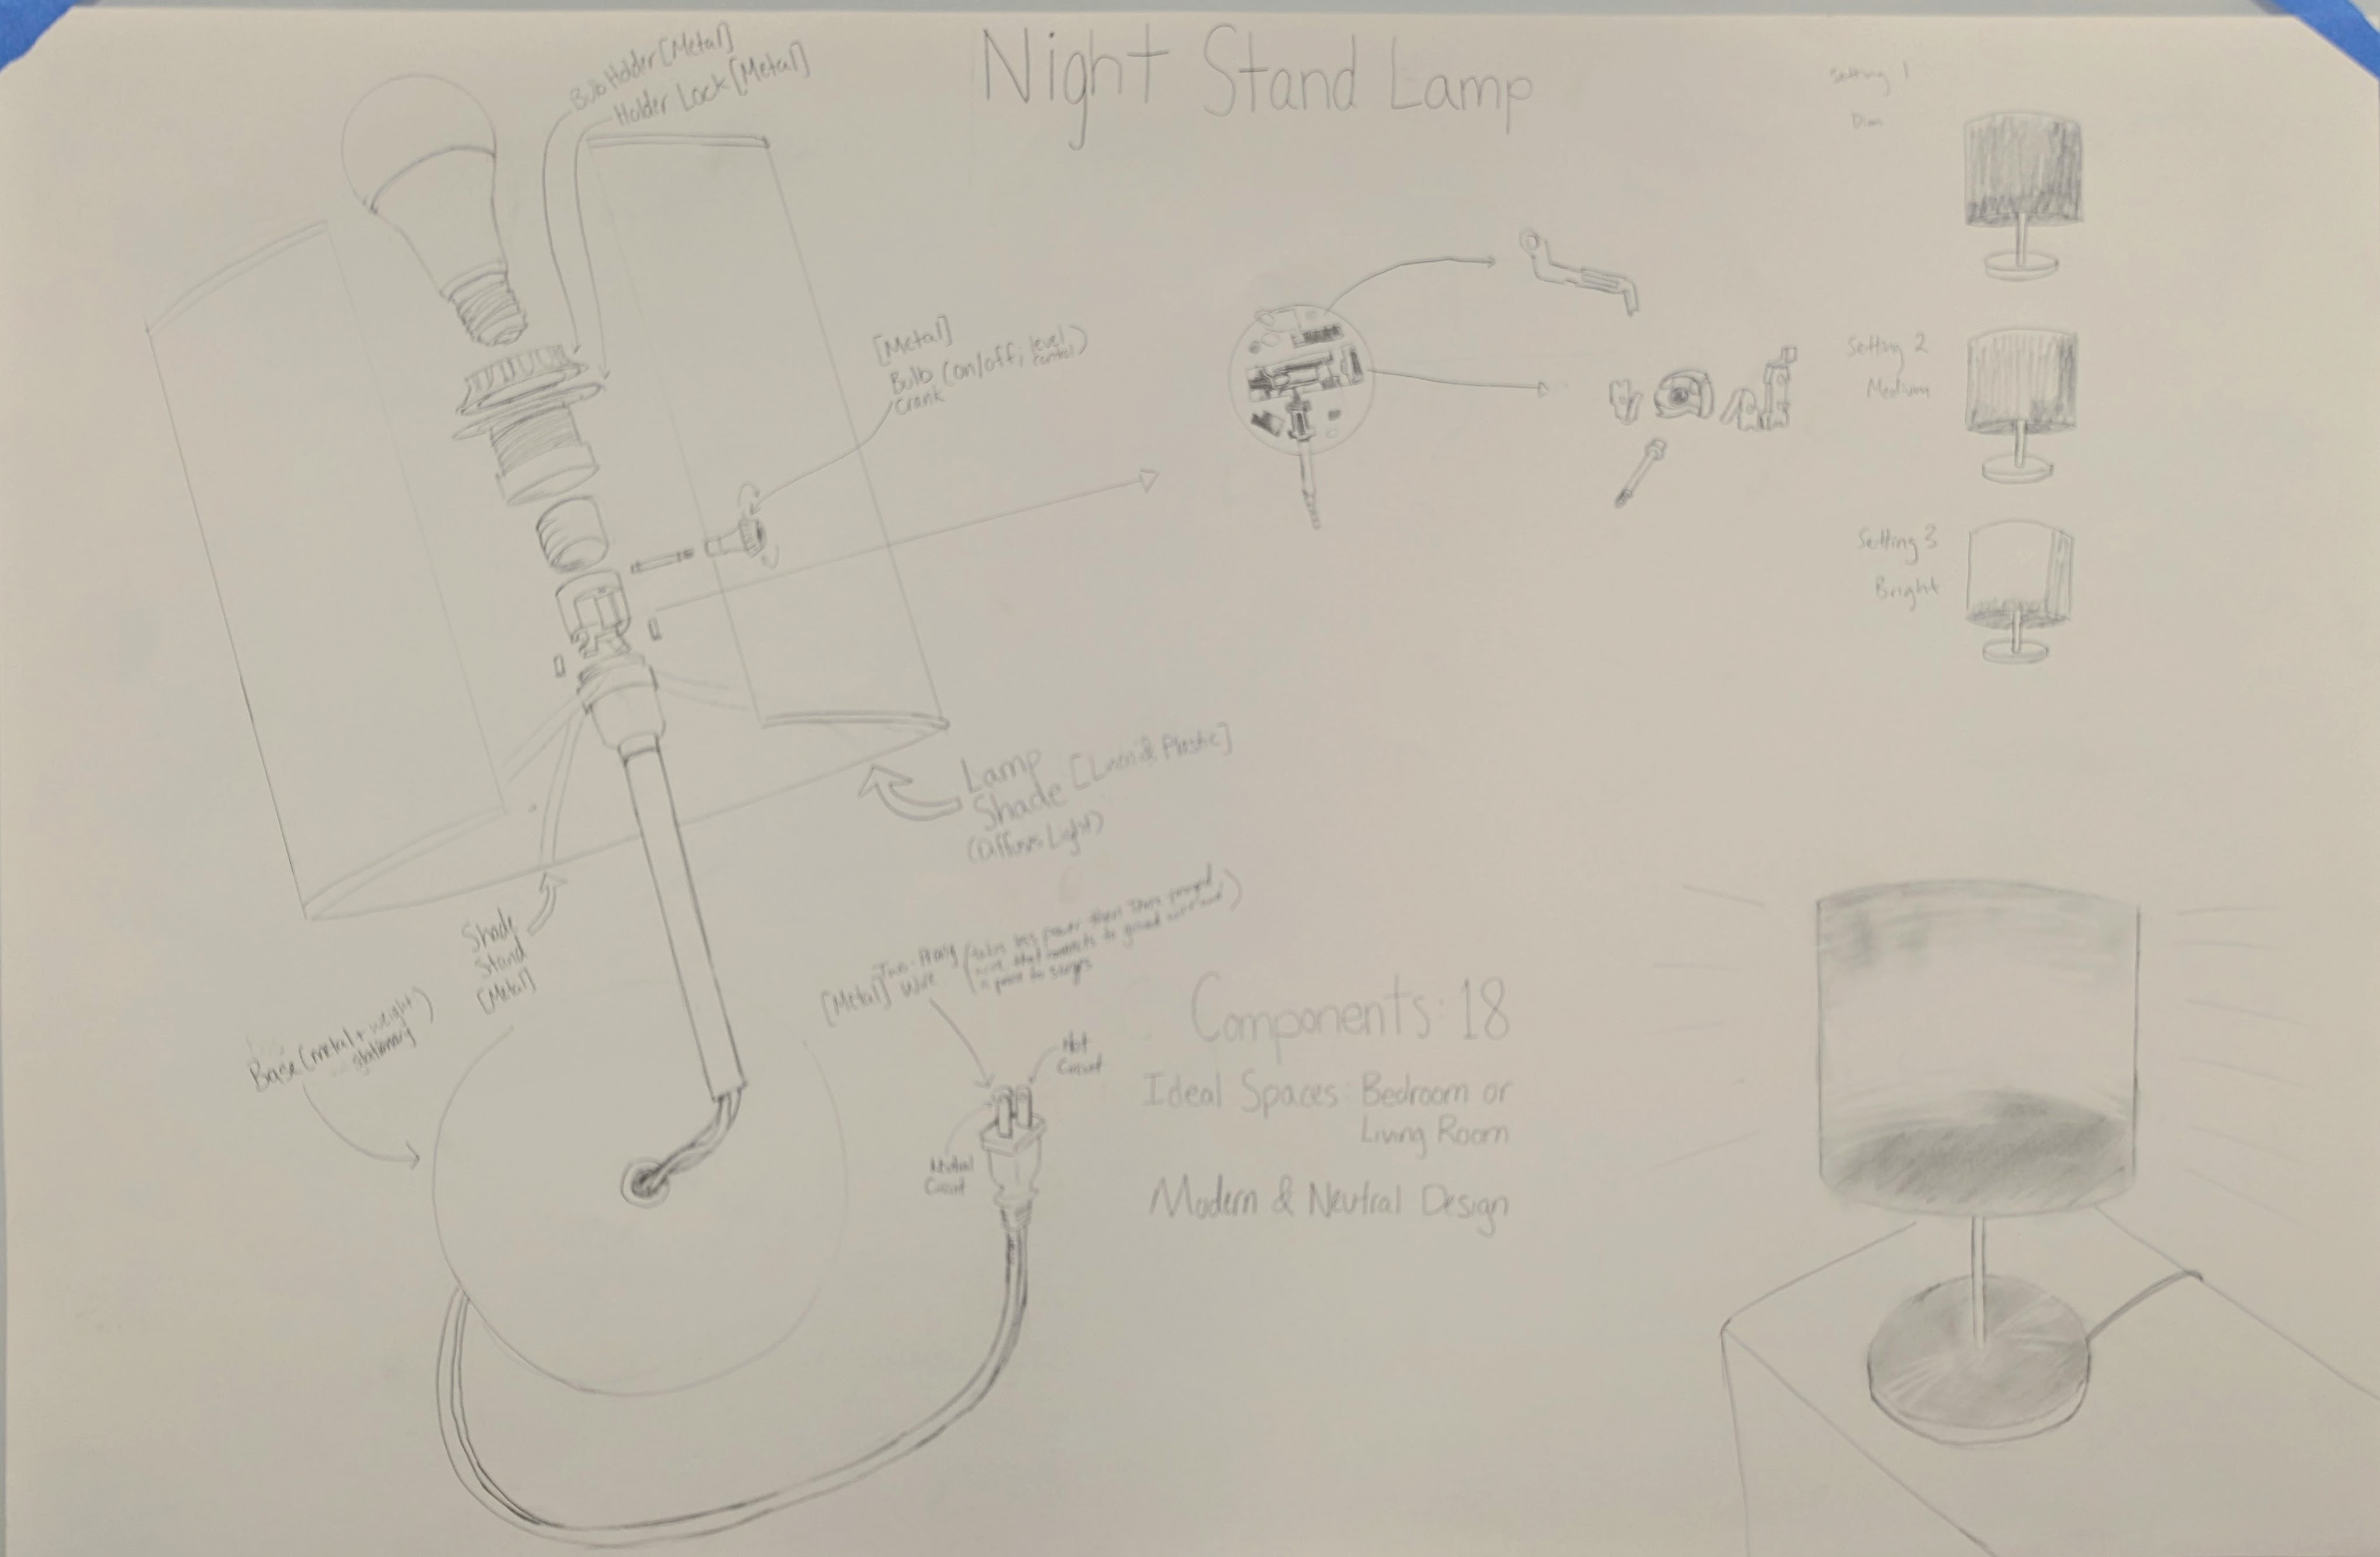 Night Stand Lamp
Bulb Holder [Metal]
Holder Lock [Metal]
[Metal]
Bulb (on/off, level
control)
crank
Setting 1
Dim
Setting 2
Medium
Setting 3
Bright
Lamp
Shade [Linen & Plastic]
(Diffuses Light)
Shade
Stand
[Metal]
Base (metal + weight)
stationary
[Metal] Two-Prong
Wire
(takes less power than three-pronged
wire that connects to ground
is prone to surges
Hot
Circuit
Neutral
Circuit
Components: 18
Ideal Spaces: Bedroom or
Living Room
Modern & Neutral Design